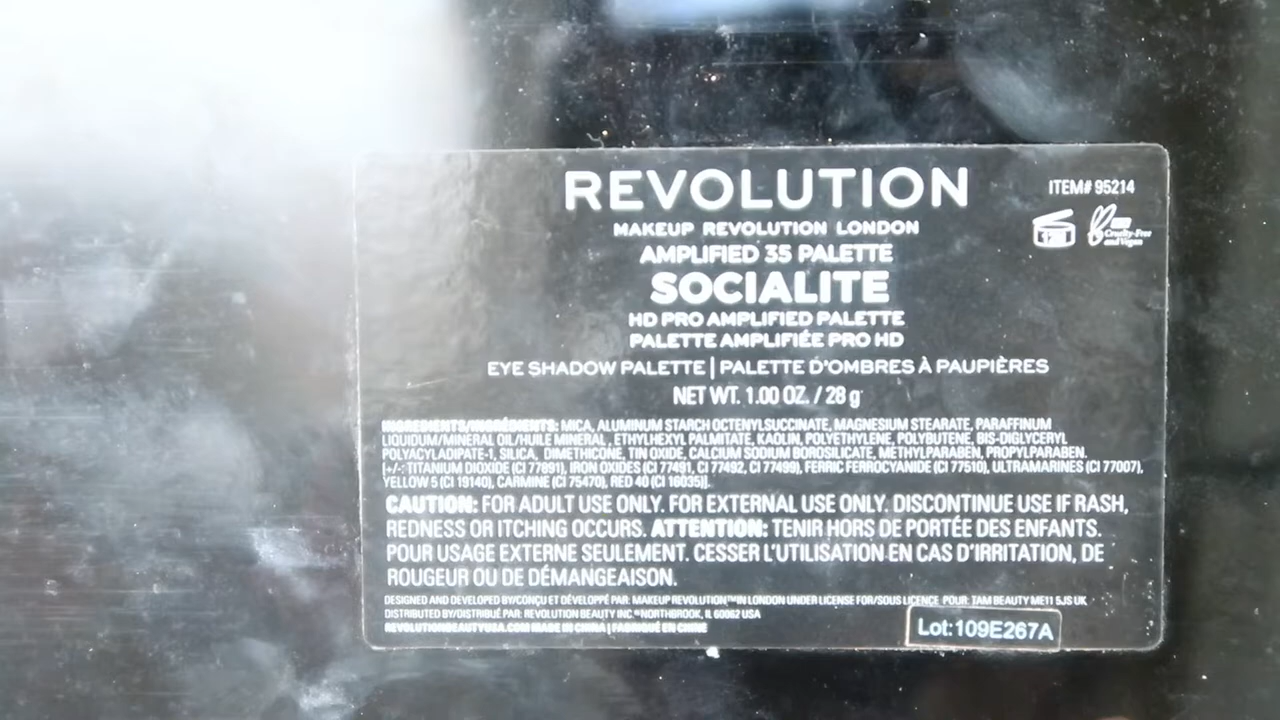 REVOLUTION
MAKEUP REVOLUTION LONDON
AMPLIFIED 35 PALETTE
SOCIALITE
HD PRO AMPLIFIED PALETTE
PALETTE AMPLIFIÉE PRO HD
EYE SHADOW PALETTE | PALETTE D'OMBRES À PAUPIÈRES
NET WT. 1.00 OZ. / 28 g
ITEM# 95214
Cruelty-Free
and Vegan
INGREDIENTS/INGRÉDIENTS: MICA, ALUMINUM STARCH OCTENYLSUCCINATE, MAGNESIUM STEARATE, PARAFFINUM
LIQUIDUM/MINERAL OIL/HUILE MINERAL , ETHYLHEXYL PALMITATE, KAOLIN, POLYETHYLENE, POLYBUTENE, BIS-DIGLYCERYL
POLYACYLADIPATE-1, SILICA, DIMETHICONE, TIN OXIDE, CALCIUM SODIUM BOROSILICATE, METHYLPARABEN, PROPYLPARABEN.
[+/-: TITANIUM DIOXIDE (CI 77891), IRON OXIDES (CI 77491, CI 77492, CI 77499), FERRIC FERROCYANIDE (CI 77510), ULTRAMARINES (CI 77007),
YELLOW 5 (CI 19140), CARMINE (CI 75470), RED 40 (CI 16035)].
CAUTION: FOR ADULT USE ONLY. FOR EXTERNAL USE ONLY. DISCONTINUE USE IF RASH,
REDNESS OR ITCHING OCCURS. ATTENTION: TENIR HORS DE PORTÉE DES ENFANTS.
POUR USAGE EXTERNE SEULEMENT. CESSER L'UTILISATION EN CAS D'IRRITATION, DE
ROUGEUR OU DE DÉMANGEAISON.
DESIGNED AND DEVELOPED BY/CONÇU ET DÉVELOPPÉ PAR: MAKEUP REVOLUTION™ IN LONDON UNDER LICENSE FOR/SOUS LICENCE POUR: TAM BEAUTY ME11 5JS UK
DISTRIBUTED BY/DISTRIBUÉ PAR: REVOLUTION BEAUTY INC.® NORTHBROOK, IL 60062 USA
REVOLUTIONBEAUTYUSA.COM MADE IN CHINA | FABRIQUÉ EN CHINE
Lot:109E267A